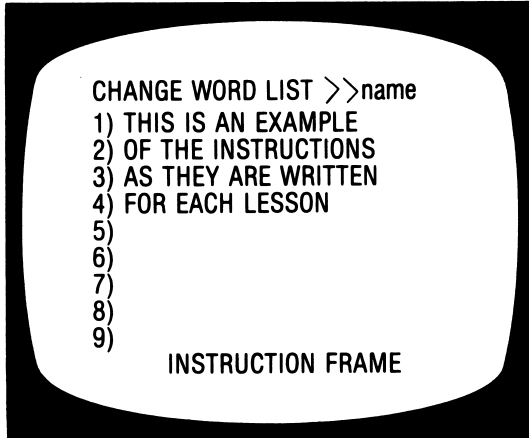 CHANGE WORD LIST >>name
1) THIS IS AN EXAMPLE
2) OF THE INSTRUCTIONS
3) AS THEY ARE WRITTEN
4) FOR EACH LESSON
5)
6)
7)
8)
9)
INSTRUCTION FRAME